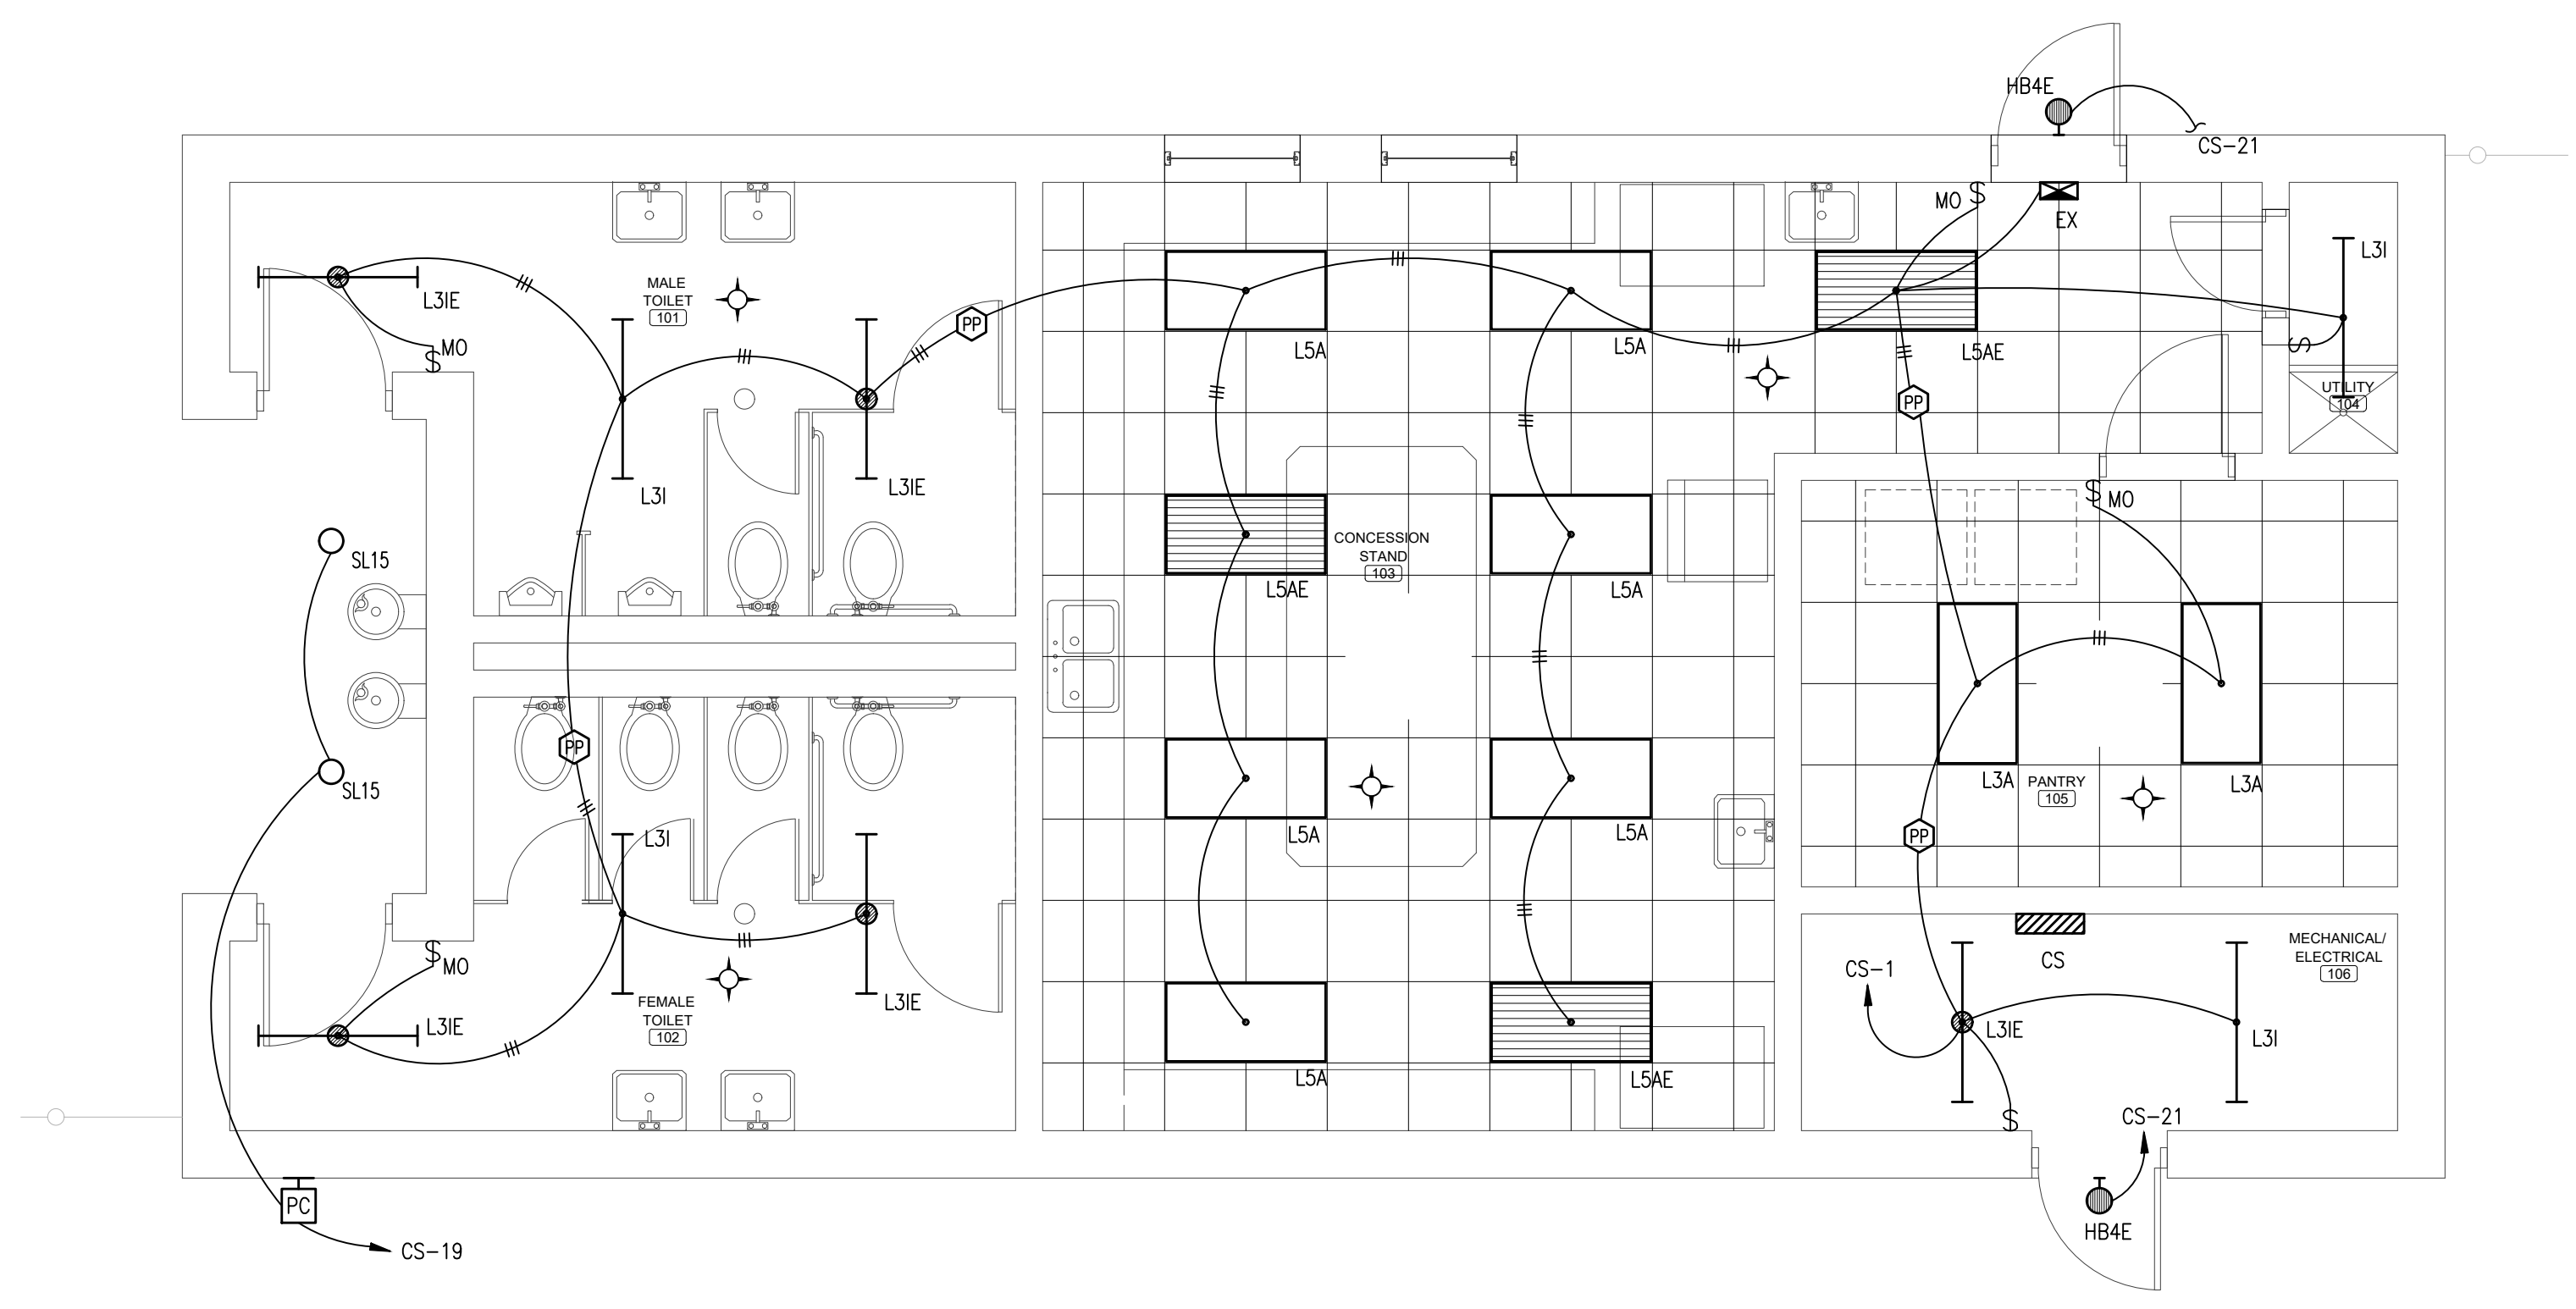 HB4E
CS-21
MO
EX
L3I
L3IE
MALE
TOILET
101
PP
MO
L5A
L5A
L5AE
PP
UTILITY
104
L3I
L3IE
MO
SL15
CONCESSION
STAND
103
L5AE
L5A
PP
SL15
L3A
PANTRY
105
L3A
L3I
L5A
L5A
PP
MO
L3IE
FEMALE
TOILET
102
L3IE
CS-1
CS
MECHANICAL/
ELECTRICAL
106
L3IE
L3I
L5A
L5AE
CS-21
PC
HB4E
CS-19